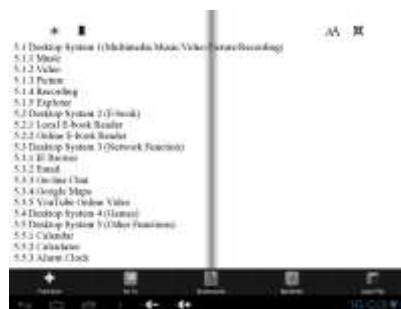 AA
5.1 Desktop System 1(Multimedia Music/Video/Picture/Recording)
5.1.1 Music
5.1.2 Video
5.1.3 Picture
5.1.4 Recording
5.1.5 Explorer
5.2 Desktop System 2 (E-book)
5.2.1 Local E-book Reader
5.2.2 Online E-book Reader
5.3 Desktop System 3 (Network Function)
5.3.1 IE Browser
5.3.2 Email
5.3.3 On-line Chat
5.3.4 Google Maps
5.3.5 YouTube Online Video
5.4 Desktop System 4 (Games)
5.5 Desktop System 5 (Other Functions)
5.5.1 Calendar
5.5.2 Calculator
5.5.3 Alarm Clock
Go To